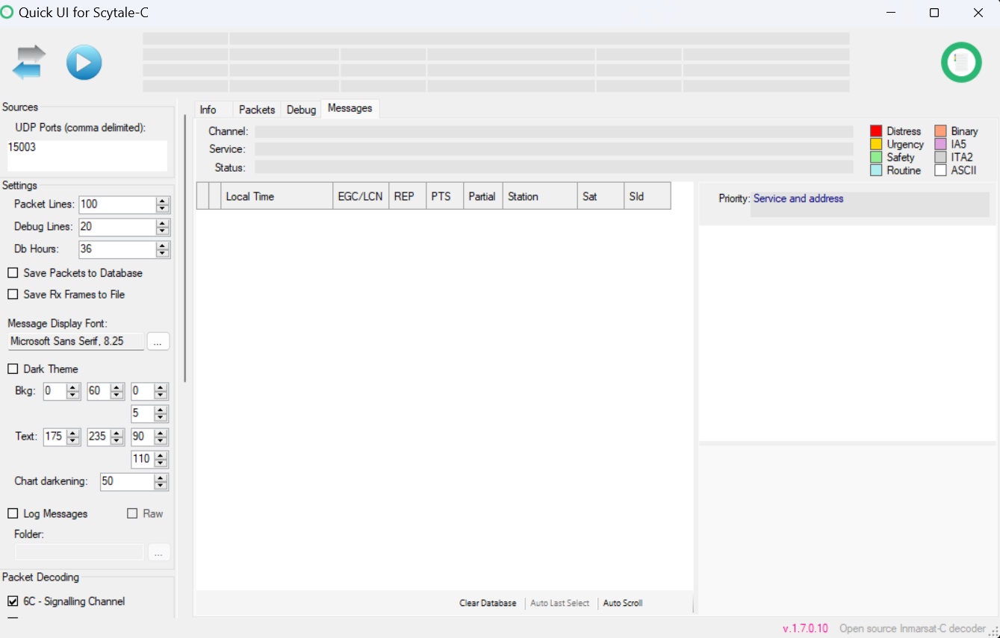 Quick UI for Scytale-C
Sources
UDP Ports (comma delimited):
15003
Settings
Packet Lines: 100
Debug Lines: 20
Db Hours: 36
Save Packets to Database
Save Rx Frames to File
Message Display Font:
Microsoft Sans Serif, 8.25 ...
Dark Theme
Bkg: 0 60 0
5
Text: 175 235 90
110
Chart darkening: 50
Log Messages Raw
Folder:
...
Packet Decoding
6C - Signalling Channel
Info Packets Debug Messages
Channel:
Service:
Status:
Distress Binary
Urgency IA5
Safety ITA2
Routine ASCII
Local Time EGC/LCN REP PTS Partial Station Sat SId
Priority: Service and address
Clear Database Auto Last Select Auto Scroll
v.1.7.0.10 Open source Inmarsat-C decoder